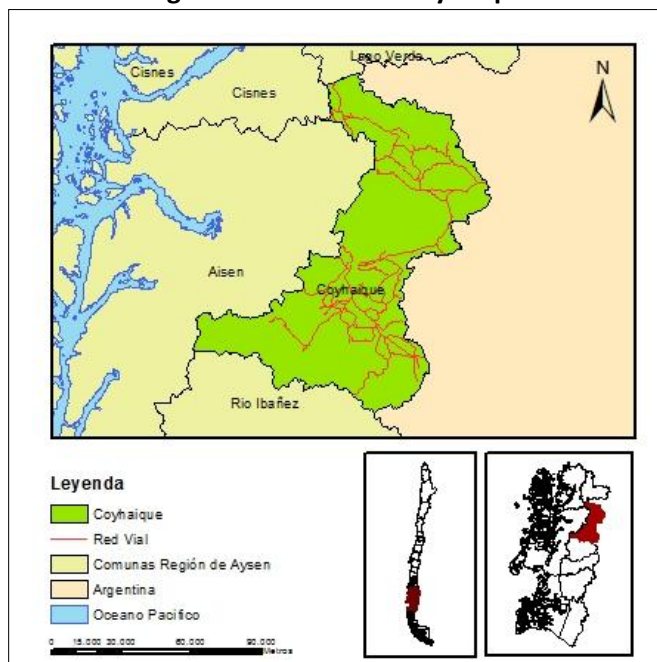 Lago Verde
Cisnes
Cisnes
N
Aisen
Coyhaique
Rio Ibañez
Leyenda
Coyhaique
Red Vial
Comunas Región de Aysen
Argentina
Oceano Pacifico
0 15.000 30.000 60.000 90.000
Metros